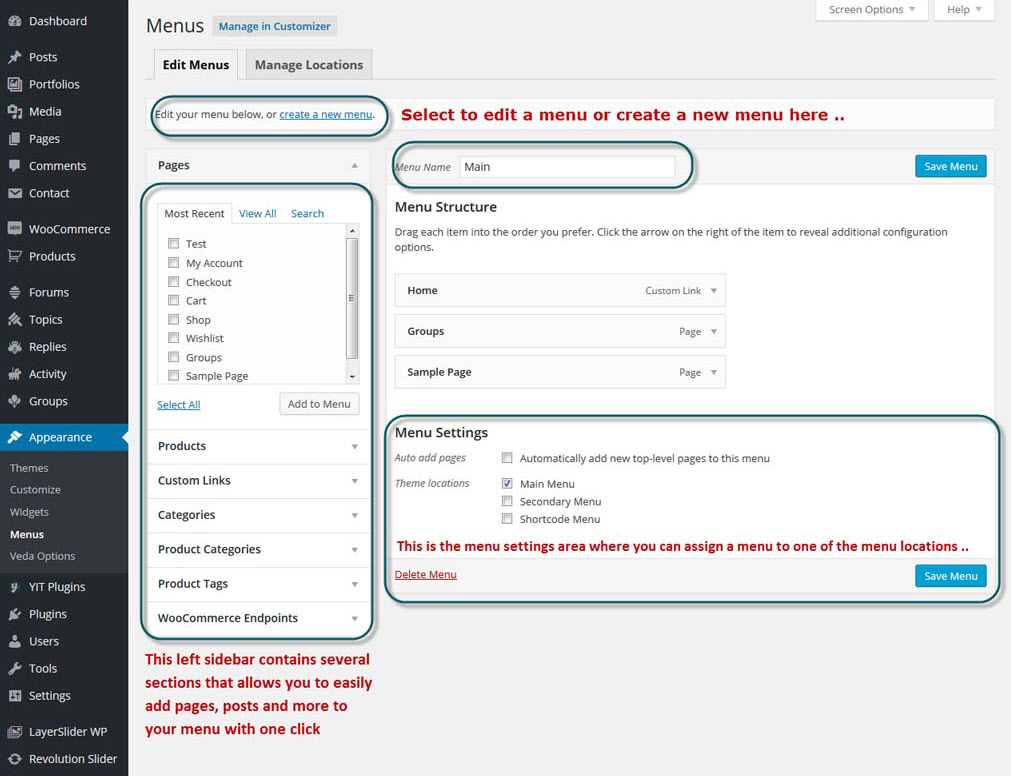 Dashboard
Posts
Portfolios
Media
Pages
Comments
Contact
WooCommerce
Products
Forums
Topics
Replies
Activity
Groups
Appearance
Themes
Customize
Widgets
Menus
Veda Options
YIT Plugins
Plugins
Users
Tools
Settings
LayerSlider WP
Revolution Slider
Screen Options
Help
Menus
Manage in Customizer
Edit Menus
Manage Locations
Edit your menu below, or create a new menu.
Select to edit a menu or create a new menu here ..
Pages
Most Recent
View All
Search
Test
My Account
Checkout
Cart
Shop
Wishlist
Groups
Sample Page
Select All
Add to Menu
Products
Custom Links
Categories
Product Categories
Product Tags
WooCommerce Endpoints
This left sidebar contains several
sections that allows you to easily
add pages, posts and more to
your menu with one click
Menu Name
Main
Save Menu
Menu Structure
Drag each item into the order you prefer. Click the arrow on the right of the item to reveal additional configuration
options.
Home
Custom Link
Groups
Page
Sample Page
Page
Menu Settings
Auto add pages
Automatically add new top-level pages to this menu
Theme locations
Main Menu
Secondary Menu
Shortcode Menu
This is the menu settings area where you can assign a menu to one of the menu locations ..
Delete Menu
Save Menu